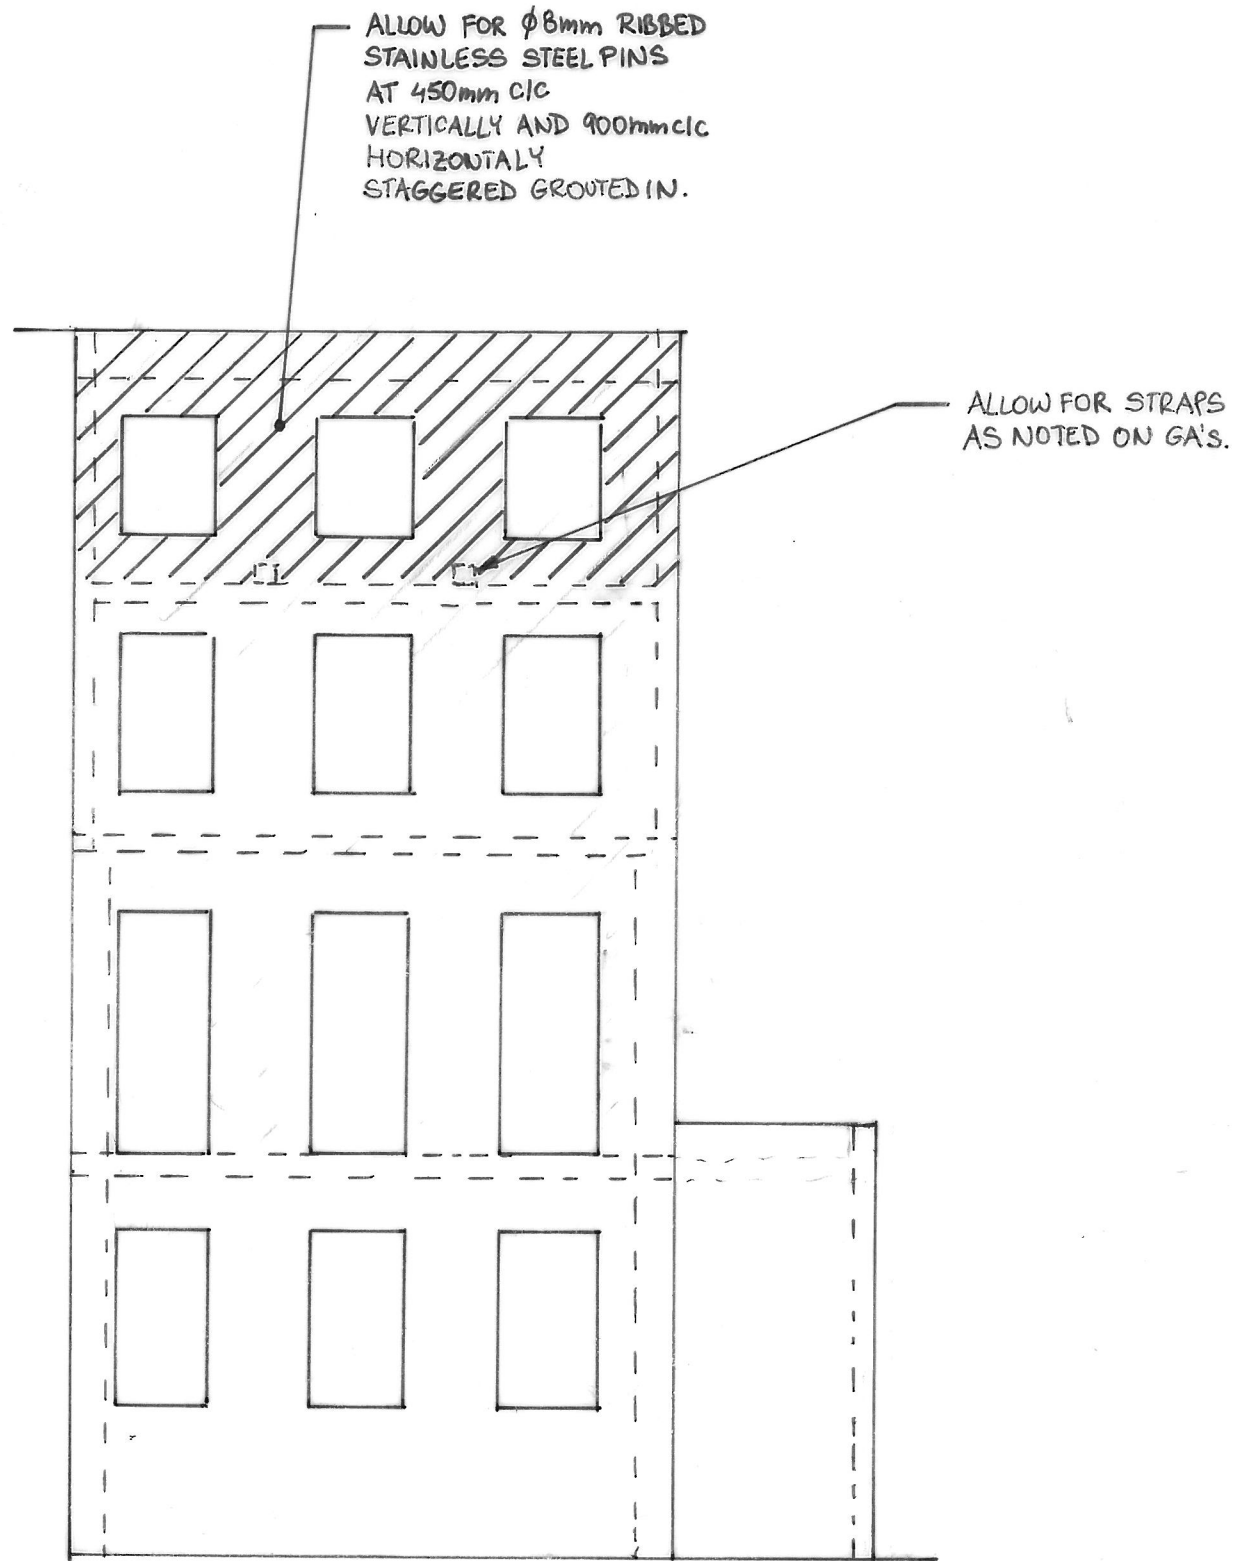 ALLOW FOR φ8mm RIBBED
STAINLESS STEEL PINS
AT 450mm C/C
VERTICALLY AND 900mm c/c
HORIZONTALY
STAGGERED GROUTED IN.
ALLOW FOR STRAPS
AS NOTED ON GA'S.